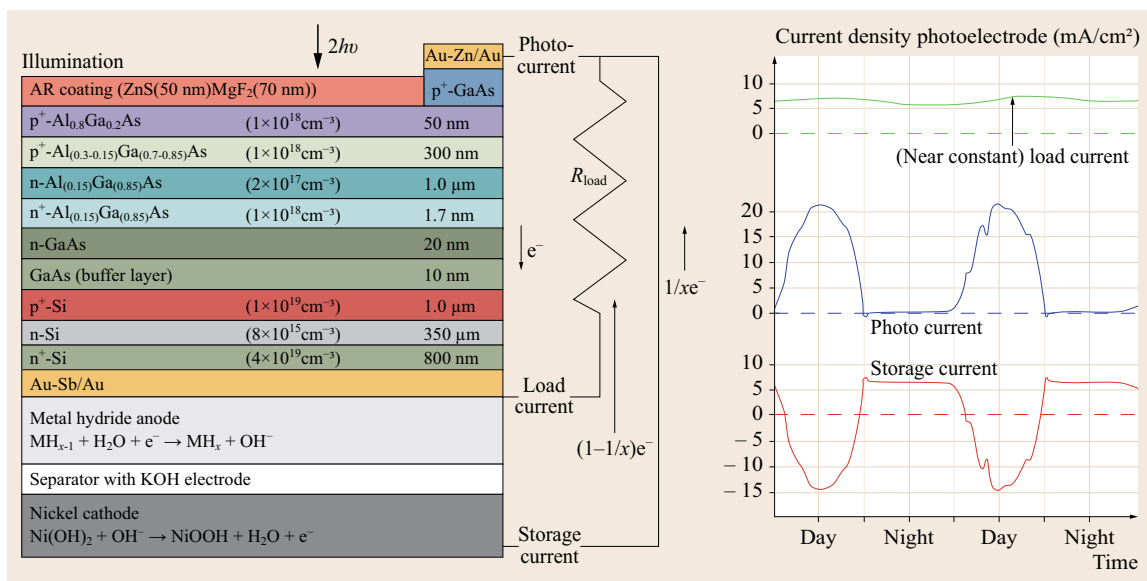 Illumination
2hν
Au-Zn/Au
Photo-
current
AR coating (ZnS(50 nm)MgF₂(70 nm))
p⁺-GaAs
p⁺-Al₀.₈Ga₀.₂As (1×10¹⁸cm⁻³) 50 nm
p⁺-Al₍₀.₃₋₀.₁₅₎Ga₍₀.₇₋₀.₈₅₎As (1×10¹⁸cm⁻³) 300 nm
n-Al₍₀.₁₅₎Ga₍₀.₈₅₎As (2×10¹⁷cm⁻³) 1.0 µm
n⁺-Al₍₀.₁₅₎Ga₍₀.₈₅₎As (1×10¹⁸cm⁻³) 1.7 nm
n-GaAs 20 nm
GaAs (buffer layer) 10 nm
p⁺-Si (1×10¹⁹cm⁻³) 1.0 µm
n-Si (8×10¹⁵cm⁻³) 350 µm
n⁺-Si (4×10¹⁹cm⁻³) 800 nm
Au-Sb/Au
Metal hydride anode
MHₓ₋₁ + H₂O + e⁻ → MHₓ + OH⁻
Separator with KOH electrode
Nickel cathode
Ni(OH)₂ + OH⁻ → NiOOH + H₂O + e⁻
R_load
e⁻
1/xe⁻
Load
current
(1–1/x)e⁻
Storage
current
Current density photoelectrode (mA/cm²)
10
5
0
(Near constant) load current
20
10
0
Photo current
Storage current
10
5
0
– 5
– 10
– 15
Day Night Day Night
Time